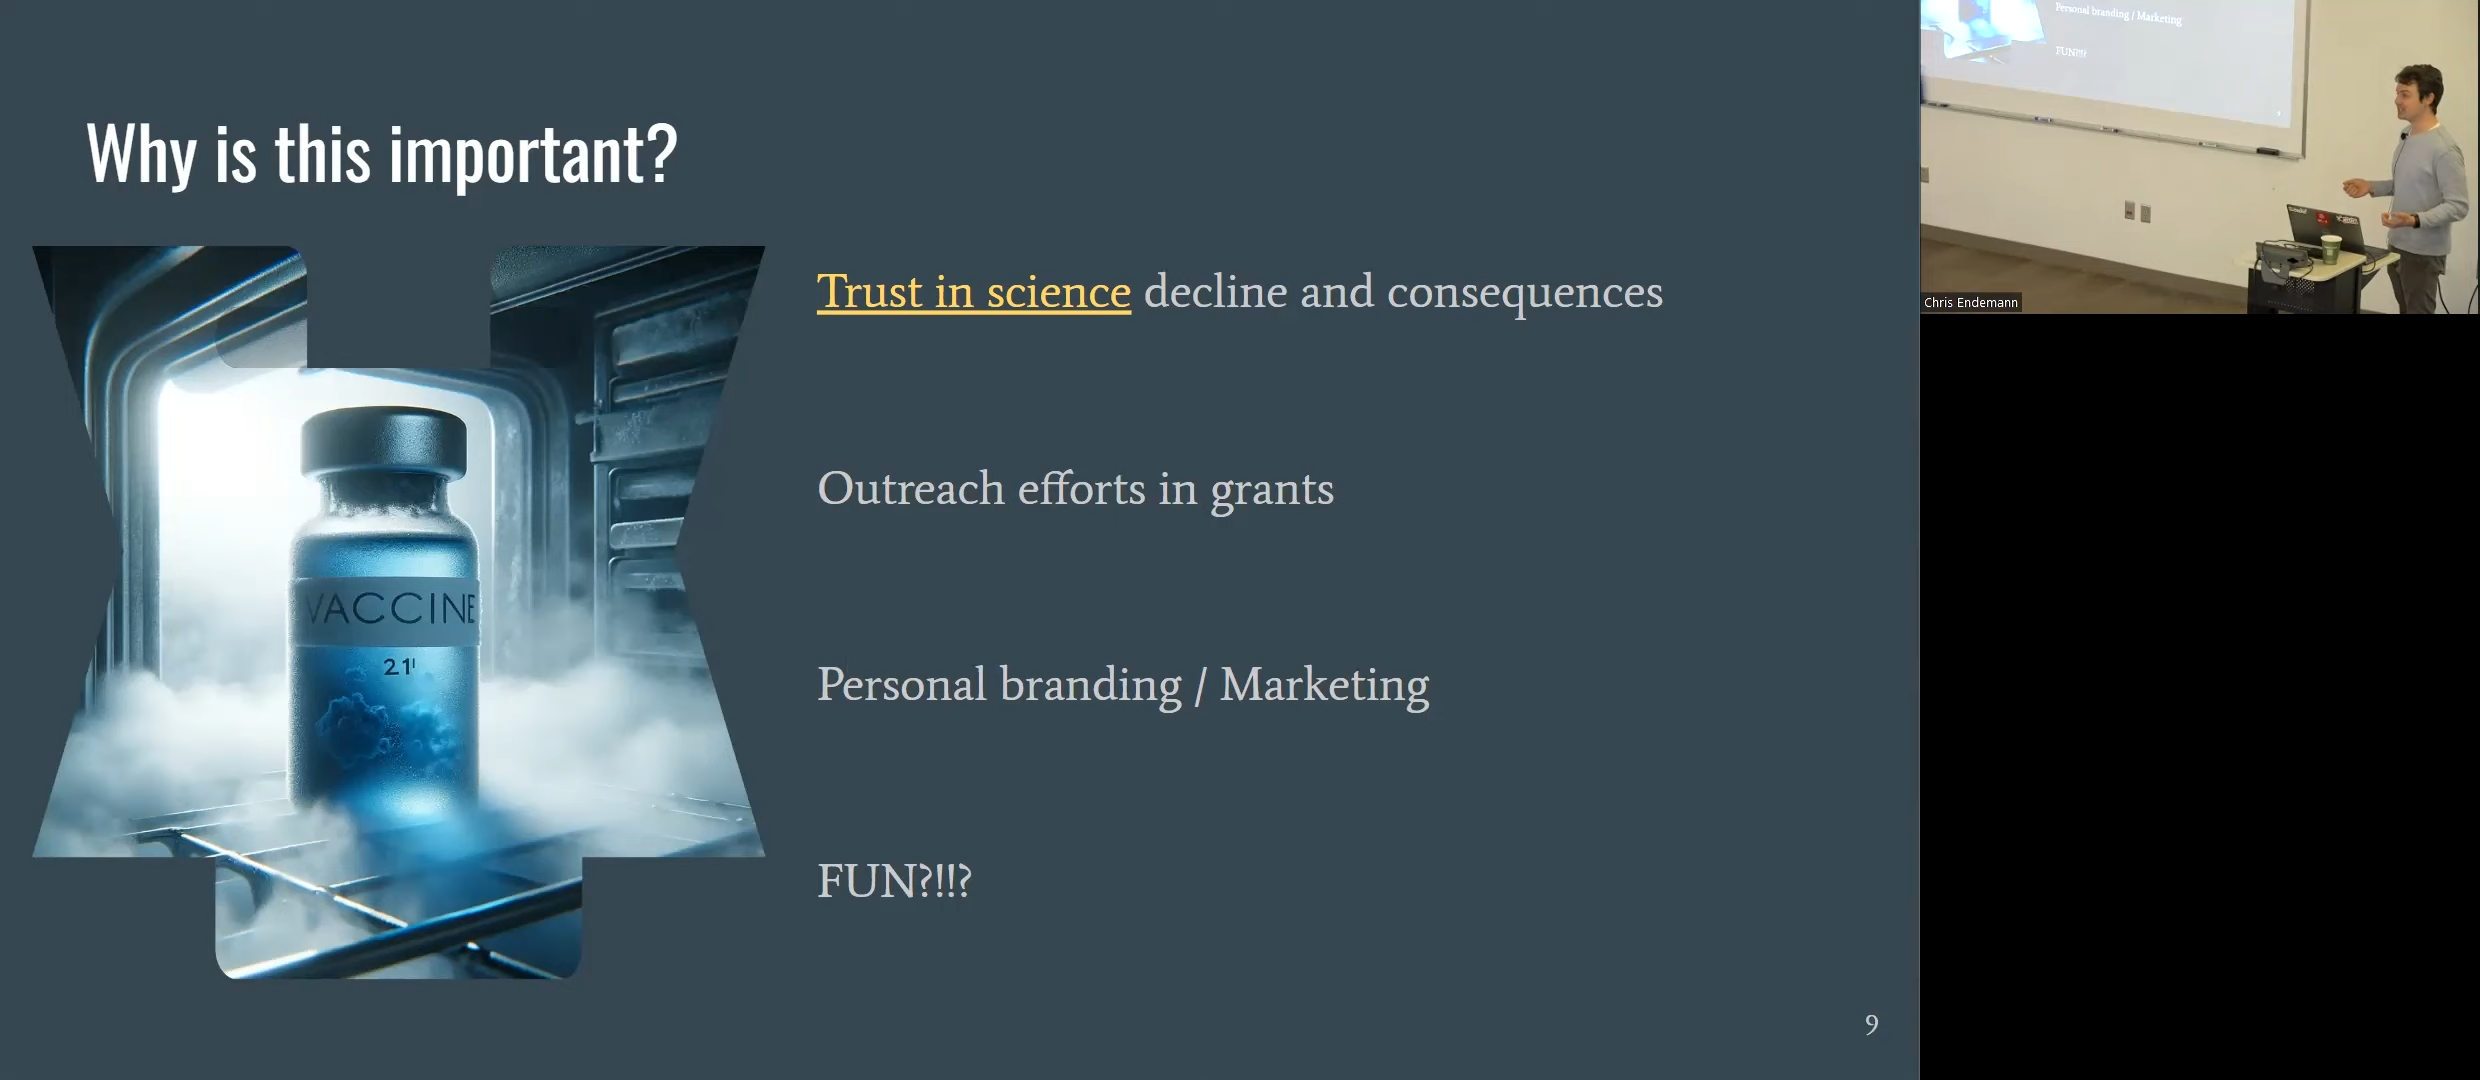 Why is this important?
Trust in science decline and consequences
Outreach efforts in grants
Personal branding / Marketing
FUN?!!?
VACCINE
21
9
Personal branding / Marketing
FUN?!!?
Chris Endemann